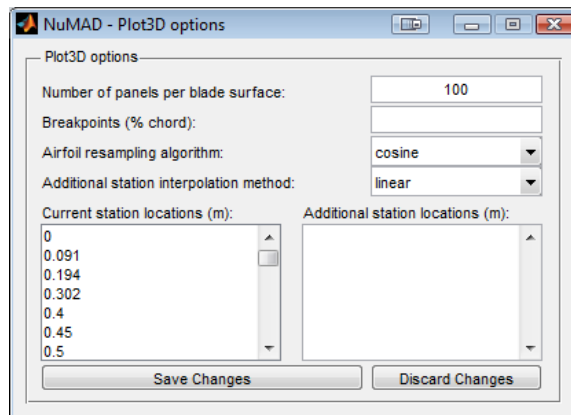 NuMAD - Plot3D options
Plot3D options
Number of panels per blade surface: 100
Breakpoints (% chord):
Airfoil resampling algorithm: cosine
Additional station interpolation method: linear
Current station locations (m): Additional station locations (m):
0
0.091
0.194
0.302
0.4
0.45
0.5
Save Changes Discard Changes